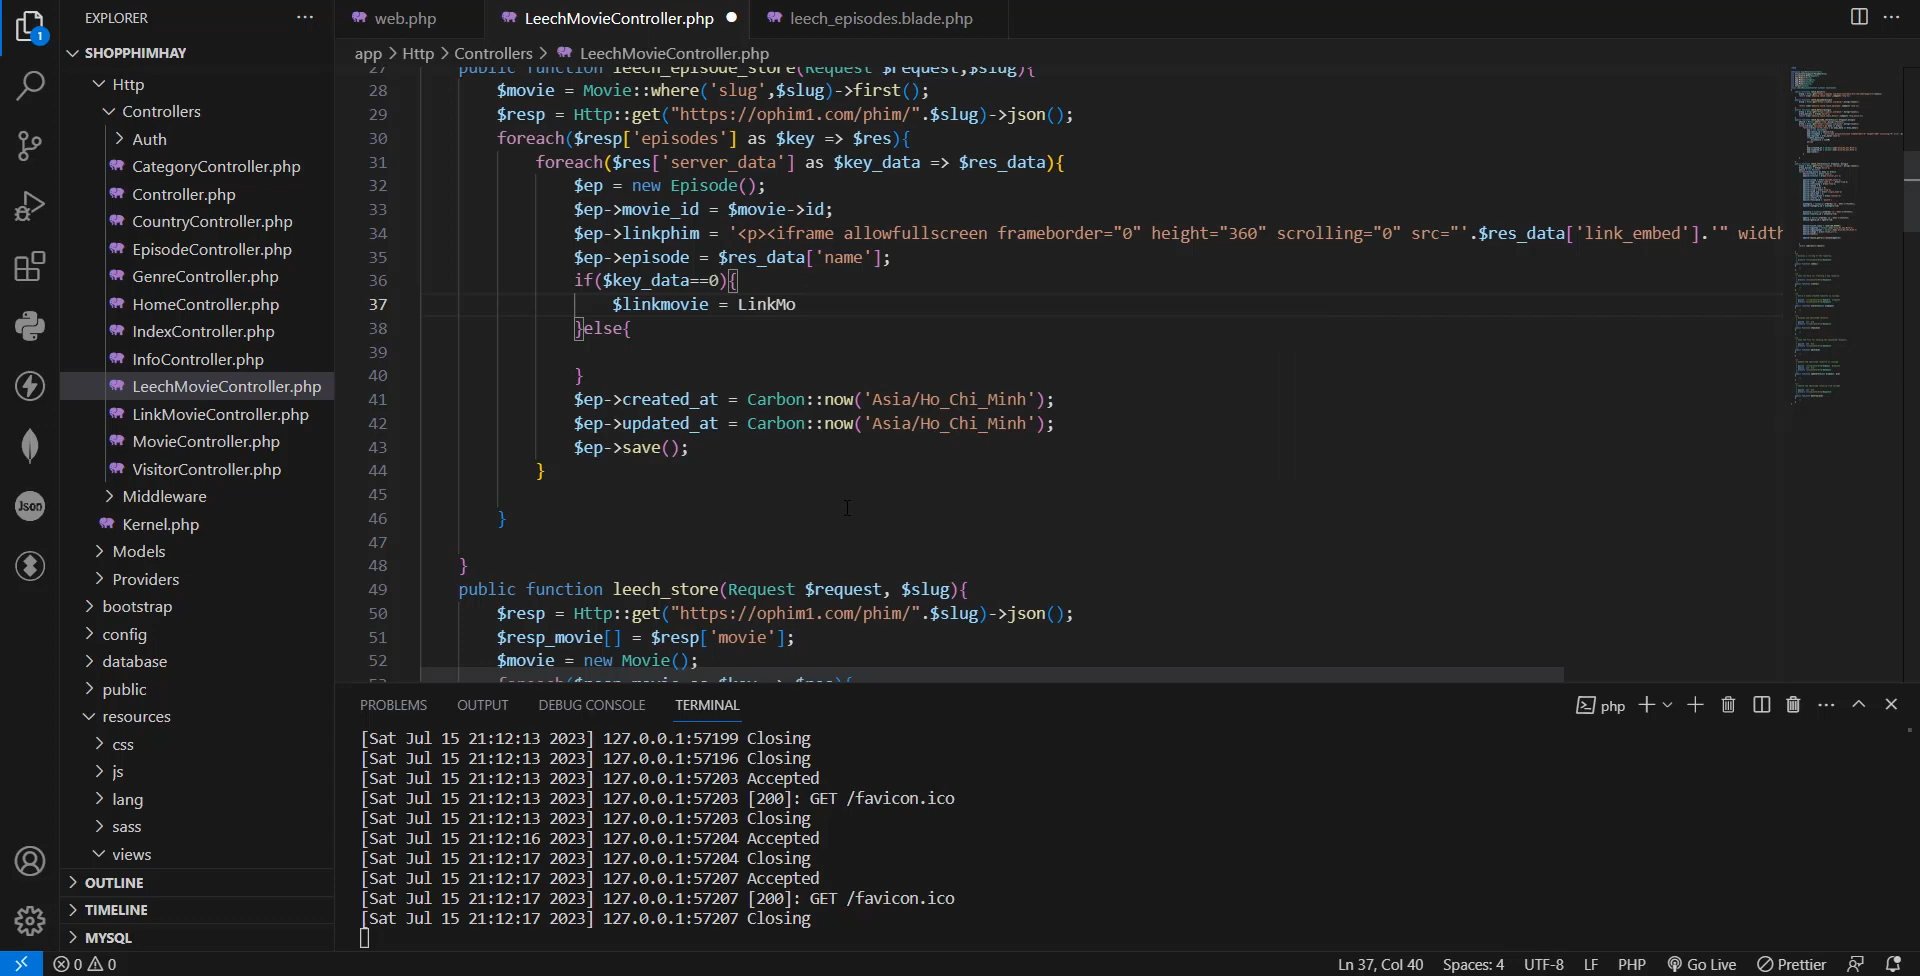 EXPLORER
SHOPPHIMHAY
Http
Controllers
Auth
CategoryController.php
Controller.php
CountryController.php
EpisodeController.php
GenreController.php
HomeController.php
IndexController.php
InfoController.php
LeechMovieController.php
LinkMovieController.php
MovieController.php
VisitorController.php
Middleware
Kernel.php
Models
Providers
bootstrap
config
database
public
resources
css
js
lang
sass
views
OUTLINE
TIMELINE
MYSQL
1
Json
web.php
LeechMovieController.php
leech_episodes.blade.php
app > Http > Controllers > LeechMovieController.php
27 public function leech_episode_store(Request $request,$slug){
28 $movie = Movie::where('slug',$slug)->first();
29 $resp = Http::get("https://ophim1.com/phim/".$slug)->json();
30 foreach($resp['episodes'] as $key => $res){
31 foreach($res['server_data'] as $key_data => $res_data){
32 $ep = new Episode();
33 $ep->movie_id = $movie->id;
34 $ep->linkphim = '<p><iframe allowfullscreen frameborder="0" height="360" scrolling="0" src="'.$res_data['link_embed'].'" width
35 $ep->episode = $res_data['name'];
36 if($key_data==0){
37 $linkmovie = LinkMo
38 }else{
39
40 }
41 $ep->created_at = Carbon::now('Asia/Ho_Chi_Minh');
42 $ep->updated_at = Carbon::now('Asia/Ho_Chi_Minh');
43 $ep->save();
44 }
45
46 }
47
48 }
49 public function leech_store(Request $request, $slug){
50 $resp = Http::get("https://ophim1.com/phim/".$slug)->json();
51 $resp_movie[] = $resp['movie'];
52 $movie = new Movie();
PROBLEMS OUTPUT DEBUG CONSOLE TERMINAL
php
[Sat Jul 15 21:12:13 2023] 127.0.0.1:57199 Closing
[Sat Jul 15 21:12:13 2023] 127.0.0.1:57196 Closing
[Sat Jul 15 21:12:13 2023] 127.0.0.1:57203 Accepted
[Sat Jul 15 21:12:13 2023] 127.0.0.1:57203 [200]: GET /favicon.ico
[Sat Jul 15 21:12:13 2023] 127.0.0.1:57203 Closing
[Sat Jul 15 21:12:16 2023] 127.0.0.1:57204 Accepted
[Sat Jul 15 21:12:17 2023] 127.0.0.1:57204 Closing
[Sat Jul 15 21:12:17 2023] 127.0.0.1:57207 Accepted
[Sat Jul 15 21:12:17 2023] 127.0.0.1:57207 [200]: GET /favicon.ico
[Sat Jul 15 21:12:17 2023] 127.0.0.1:57207 Closing
0 0
Ln 37, Col 40 Spaces: 4 UTF-8 LF PHP Go Live Prettier